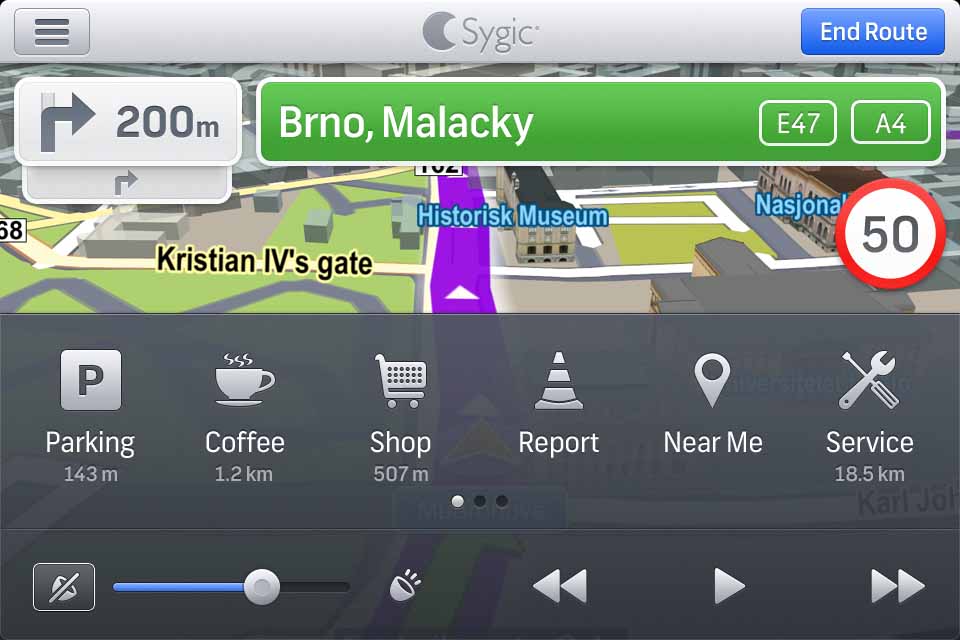 Sygic
End Route
200m
Brno, Malacky
E47
A4
162
Historisk Museum
Nasjonal
68
50
Kristian IV's gate
P
Parking
143 m
Coffee
1.2 km
Shop
507 m
Report
Near Me
Service
18.5 km
Karl Joh